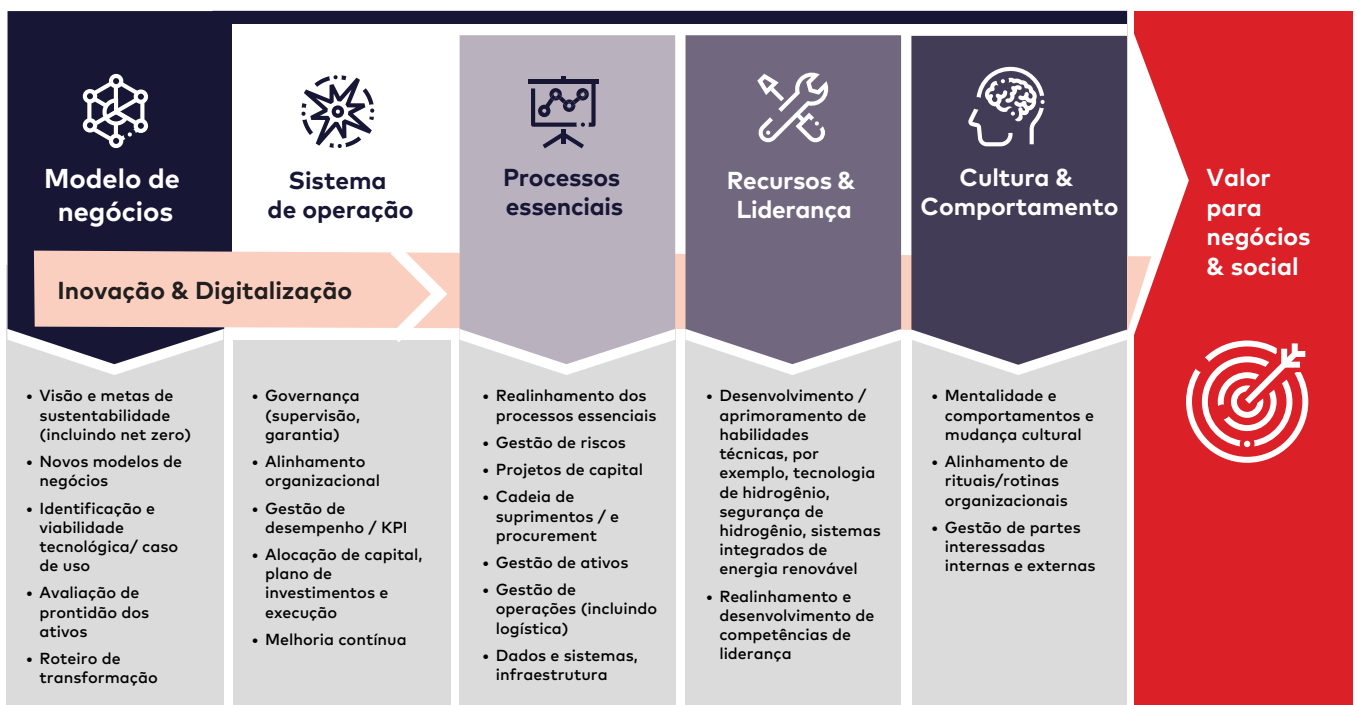 Modelo de
negócios
Sistema
de operação
Processos
essenciais
Recursos &
Liderança
Cultura &
Comportamento
Valor
para
negócios
& social
Inovação & Digitalização
• Visão e metas de
sustentabilidade
(incluindo net zero)
• Novos modelos de
negócios
• Identificação e
viabilidade
tecnológica/ caso
de uso
• Avaliação de
prontidão dos
ativos
• Roteiro de
transformação
• Governança
(supervisão,
garantia)
• Alinhamento
organizacional
• Gestão de
desempenho / KPI
• Alocação de capital,
plano de
investimentos e
execução
• Melhoria contínua
• Realinhamento dos
processos essenciais
• Gestão de riscos
• Projetos de capital
• Cadeia de
suprimentos / e
procurement
• Gestão de ativos
• Gestão de
operações (incluindo
logística)
• Dados e sistemas,
infraestrutura
• Desenvolvimento /
aprimoramento de
habilidades
técnicas, por
exemplo, tecnologia
de hidrogênio,
segurança de
hidrogênio, sistemas
integrados de
energia renovável
• Realinhamento e
desenvolvimento de
competências de
liderança
• Mentalidade e
comportamentos e
mudança cultural
• Alinhamento de
rituais/rotinas
organizacionais
• Gestão de partes
interessadas
internas e externas